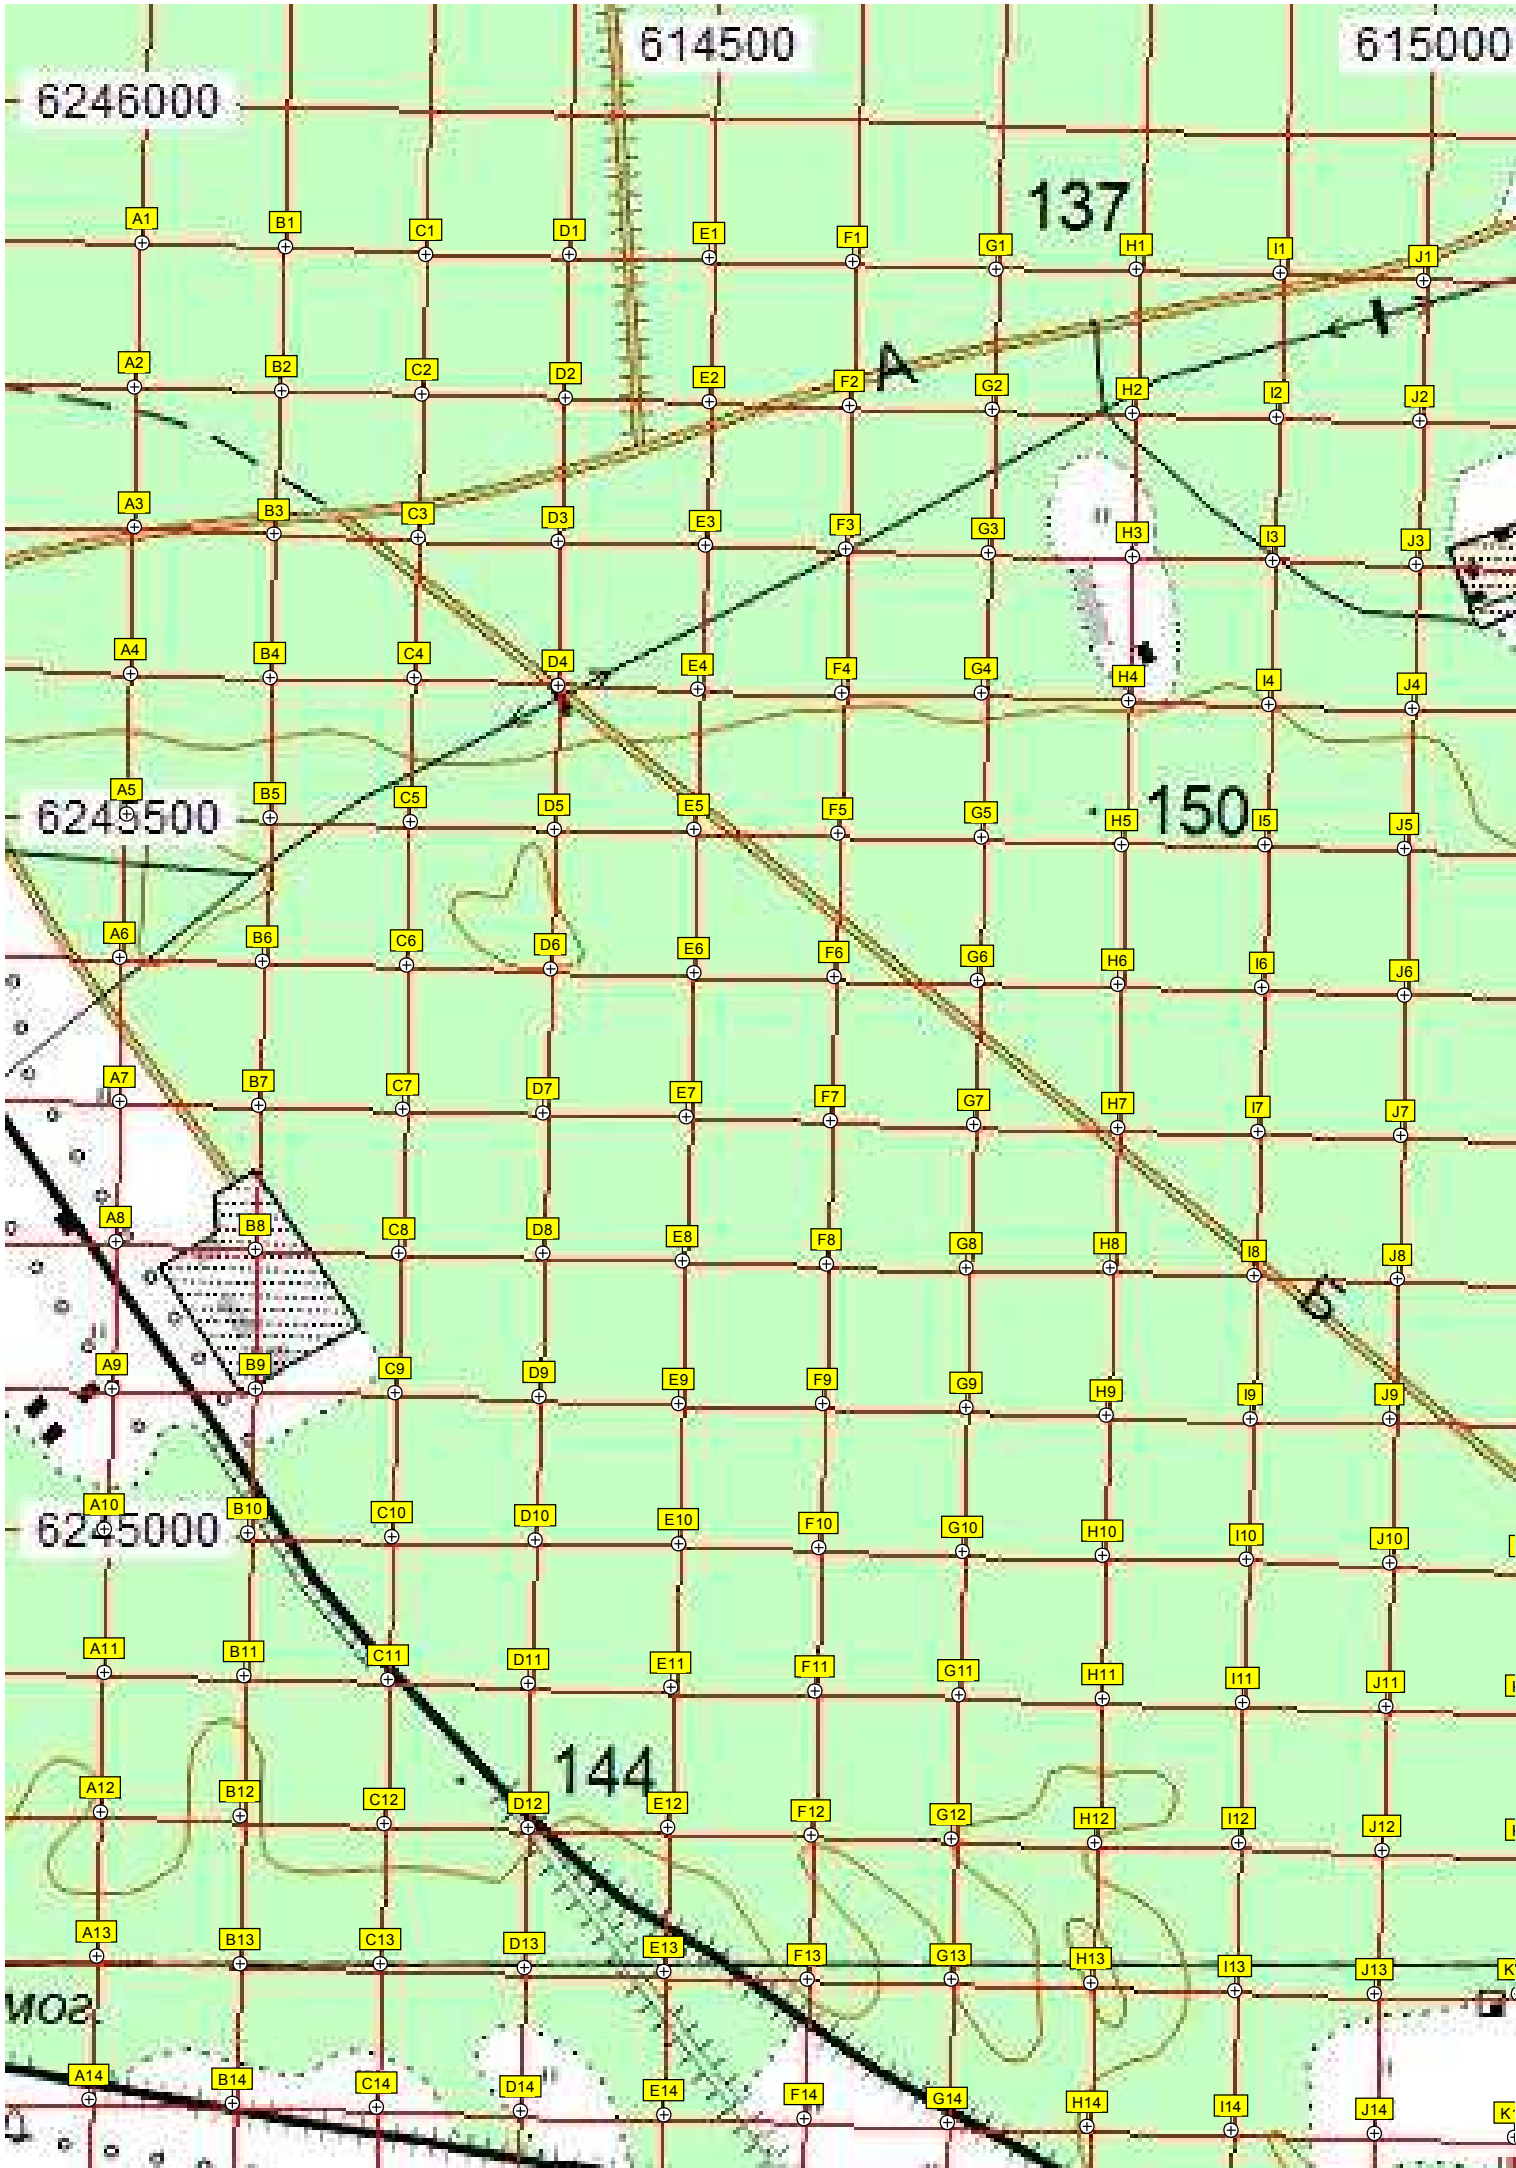 614500 615000
6246000
137
A1 B1 C1 D1 E1 F1 G1 H1 I1 J1
А
A2 B2 C2 D2 E2 F2 G2 H2 I2 J2
A3 B3 C3 D3 E3 F3 G3 H3 I3 J3
A4 B4 C4 D4 E4 F4 G4 H4 I4 J4
6245500
150
A5 B5 C5 D5 E5 F5 G5 H5 I5 J5
A6 B6 C6 D6 E6 F6 G6 H6 I6 J6
A7 B7 C7 D7 E7 F7 G7 H7 I7 J7
A8 B8 C8 D8 E8 F8 G8 H8 I8 J8
Б
A9 B9 C9 D9 E9 F9 G9 H9 I9 J9
6245000
A10 B10 C10 D10 E10 F10 G10 H10 I10 J10
A11 B11 C11 D11 E11 F11 G11 H11 I11 J11
144
A12 B12 C12 D12 E12 F12 G12 H12 I12 J12
A13 B13 C13 D13 E13 F13 G13 H13 I13 J13
A14 B14 C14 D14 E14 F14 G14 H14 I14 J14